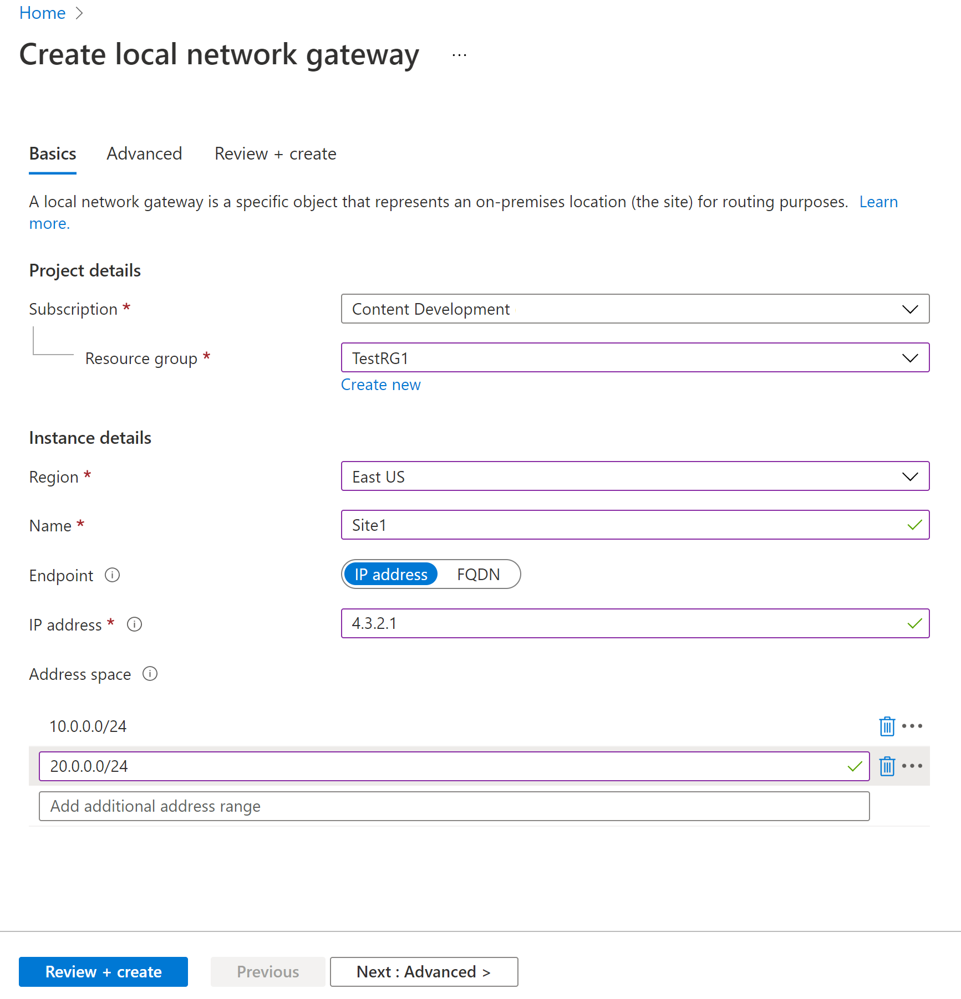 Home
Create local network gateway ...
Basics Advanced Review + create
A local network gateway is a specific object that represents an on-premises location (the site) for routing purposes. Learn
more.
Project details
Subscription * Content Development
Resource group * TestRG1
Create new
Instance details
Region * East US
Name * Site1
Endpoint IP address FQDN
IP address * 4.3.2.1
Address space
10.0.0.0/24
20.0.0.0/24
Add additional address range
Review + create Previous Next : Advanced >